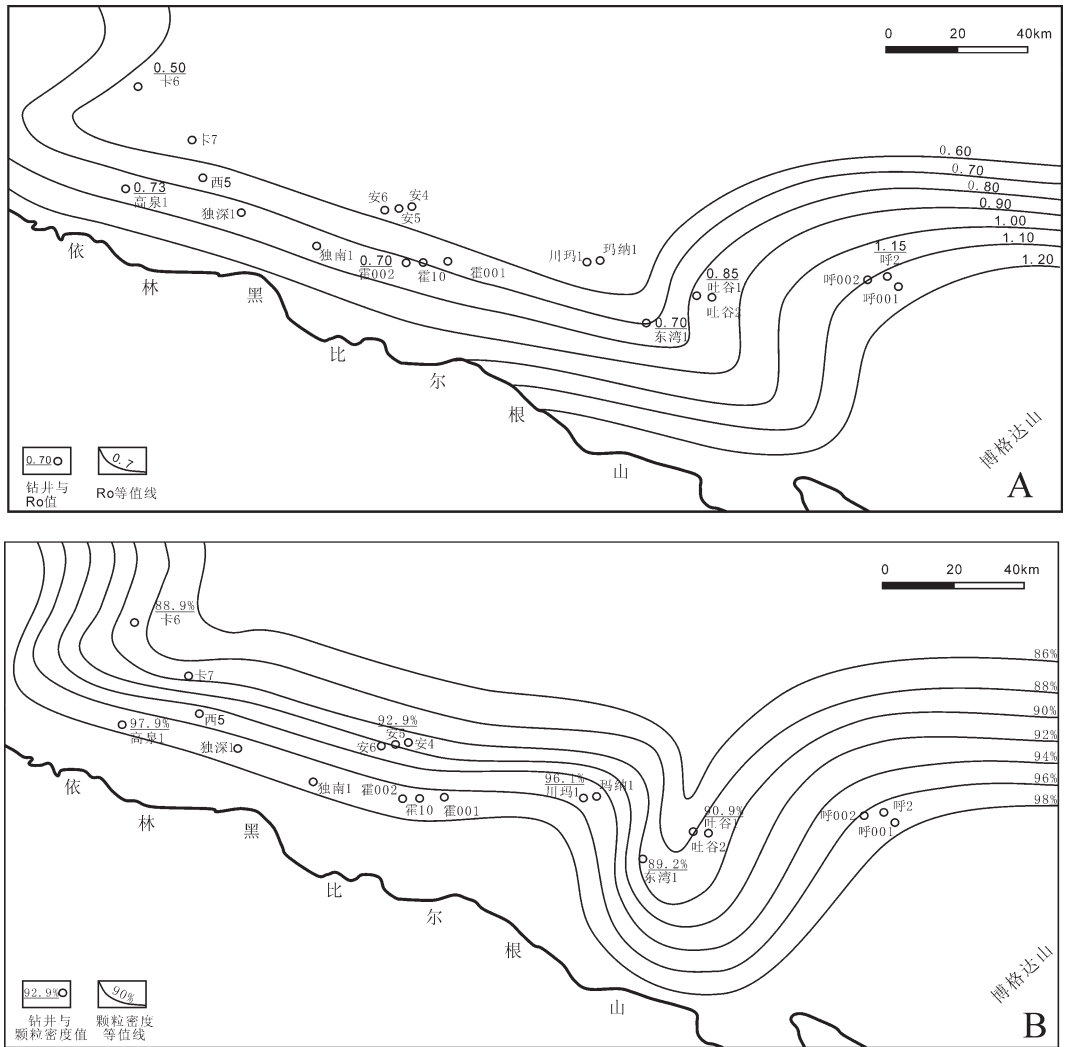 0 20 40km
0.50
卡6
卡7
0.60
0.70
0.80
0.90
1.00
1.10
1.20
0.73
高泉1
西5
独深1
安6
安4
安5
独南1
0.70
霍002
霍10
霍001
川玛1
玛纳1
0.85
吐谷1
吐谷2
1.15
呼2
呼002
呼001
0.70
东湾1
依
林
黑
比
尔
根
山
博格达山
0.70
钻井与
Ro值
0.7
Ro等值线
A
0 20 40km
88.9%
卡6
卡7
86%
88%
90%
92%
94%
96%
98%
97.9%
高泉1
西5
独深1
92.9%
安5
安6
安4
独南1
霍002
霍10
霍001
96.1%
川玛1
玛纳1
90.9%
吐谷1
吐谷2
89.2%
东湾1
呼2
呼002
呼001
依
林
黑
比
尔
根
山
博格达山
92.9%
钻井与
颗粒密度值
90%
颗粒密度
等值线
B